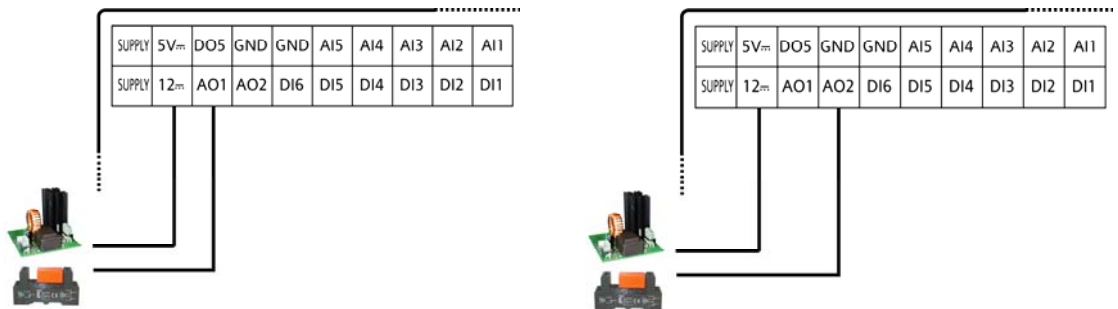 SUPPLY 5V⎓ DO5 GND GND AI5 AI4 AI3 AI2 AI1
SUPPLY 12⎓ AO1 AO2 DI6 DI5 DI4 DI3 DI2 DI1
SUPPLY 5V⎓ DO5 GND GND AI5 AI4 AI3 AI2 AI1
SUPPLY 12⎓ AO1 AO2 DI6 DI5 DI4 DI3 DI2 DI1